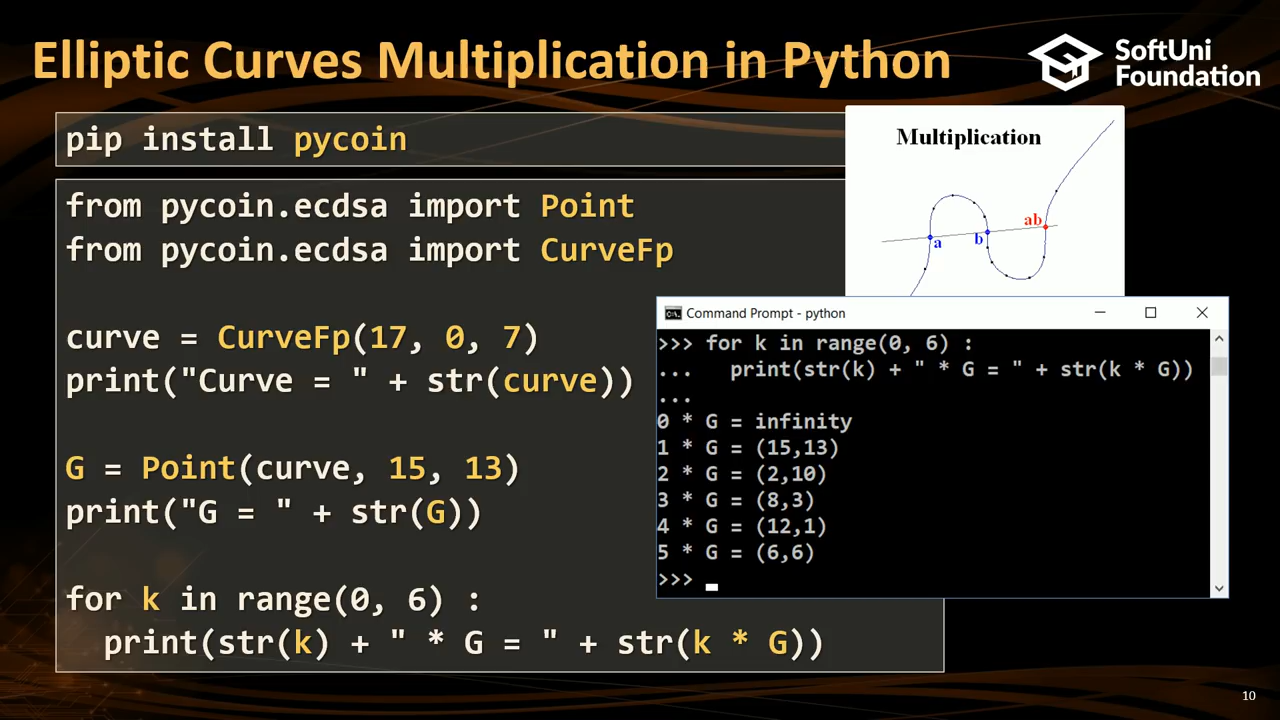 Elliptic Curves Multiplication in Python
SoftUni
Foundation
pip install pycoin
from pycoin.ecdsa import Point
from pycoin.ecdsa import CurveFp
curve = CurveFp(17, 0, 7)
print("Curve = " + str(curve))
G = Point(curve, 15, 13)
print("G = " + str(G))
for k in range(0, 6) :
  print(str(k) + " * G = " + str(k * G))
Multiplication
a
b
ab
Command Prompt - python
>>> for k in range(0, 6) :
...   print(str(k) + " * G = " + str(k * G))
...
0 * G = infinity
1 * G = (15,13)
2 * G = (2,10)
3 * G = (8,3)
4 * G = (12,1)
5 * G = (6,6)
>>>
10